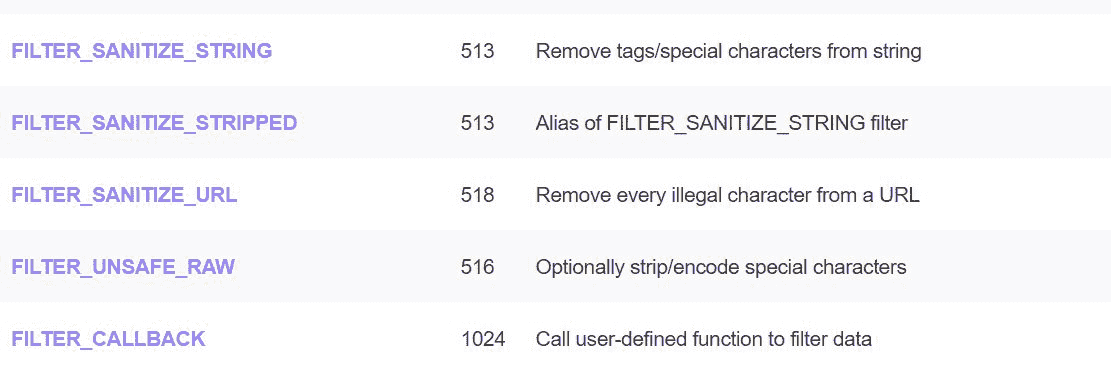 FILTER_SANITIZE_STRING 513 Remove tags/special characters from string
FILTER_SANITIZE_STRIPPED 513 Alias of FILTER_SANITIZE_STRING filter
FILTER_SANITIZE_URL 518 Remove every illegal character from a URL
FILTER_UNSAFE_RAW 516 Optionally strip/encode special characters
FILTER_CALLBACK 1024 Call user-defined function to filter data